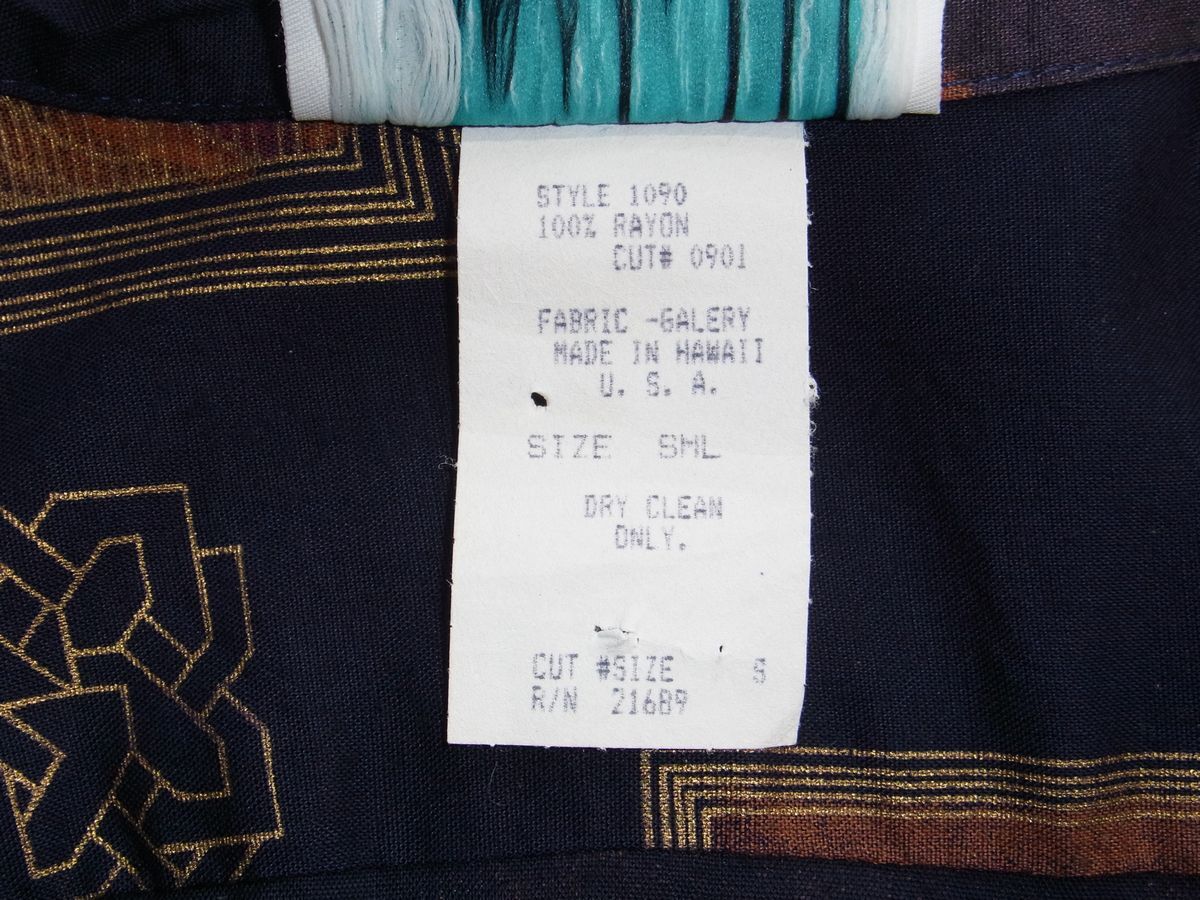 STYLE 1090
100% RAYON
CUT# 0901
FABRIC -GALERY
MADE IN HAWAII
U. S. A.
SIZE SML
DRY CLEAN
ONLY.
CUT #SIZE S
R/N 21689